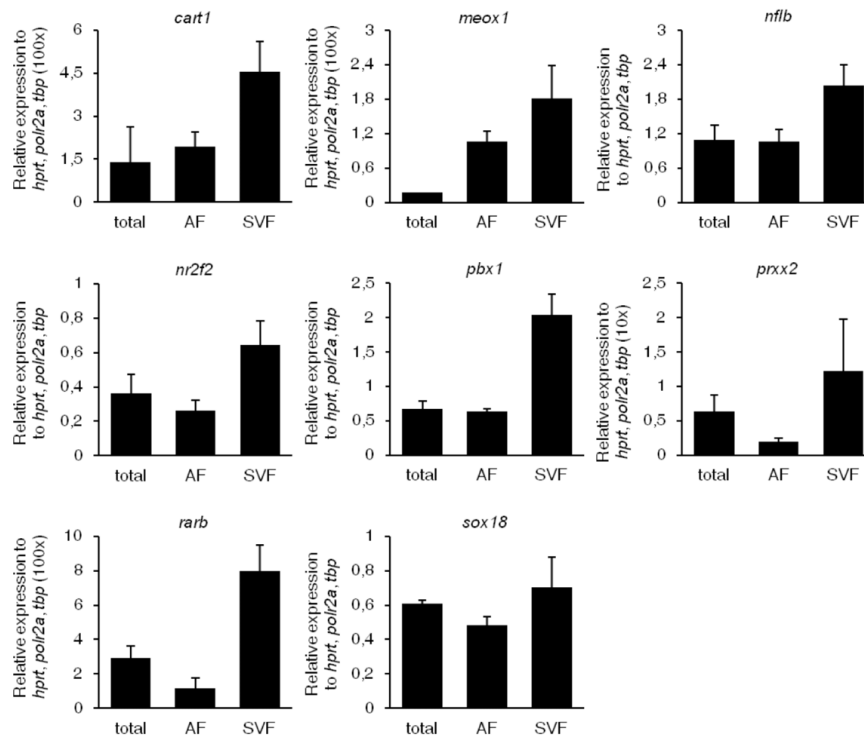 cart1
Relative expression to
hprt, polr2a, tbp (100x)
6
4,5
3
1,5
0
total AF SVF
meox1
Relative expression to
hprt, polr2a, tbp (100x)
3
2,4
1,8
1,2
0,6
0
total AF SVF
nfib
Relative expression
to hprt, polr2a, tbp
3
2,4
1,8
1,2
0,6
0
total AF SVF
nr2f2
Relative expression
to hprt, polr2a, tbp
1
0,8
0,6
0,4
0,2
0
total AF SVF
pbx1
Relative expression
to hprt, polr2a, tbp
2,5
2
1,5
1
0,5
0
total AF SVF
prxx2
Relative expression to
hprt, polr2a, tbp (10x)
2,5
2
1,5
1
0,5
0
total AF SVF
rarb
Relative expression to
hprt, polr2a, tbp (100x)
10
8
6
4
2
0
total AF SVF
sox18
Relative expression
to hprt, polr2a, tbp
1
0,8
0,6
0,4
0,2
0
total AF SVF